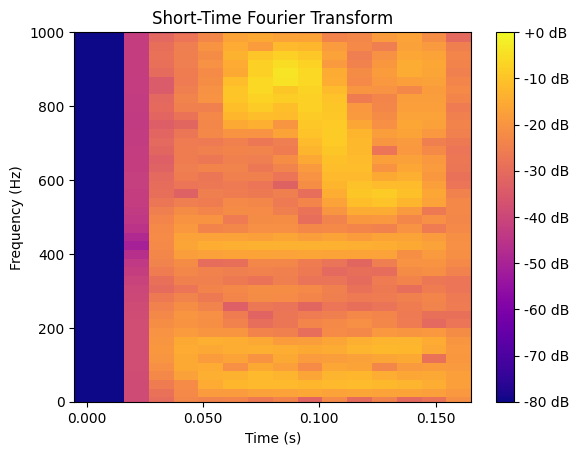 Short-Time Fourier Transform
1000
800
600
400
200
0
Frequency (Hz)
0.000
0.050
0.100
0.150
Time (s)
+0 dB
-10 dB
-20 dB
-30 dB
-40 dB
-50 dB
-60 dB
-70 dB
-80 dB